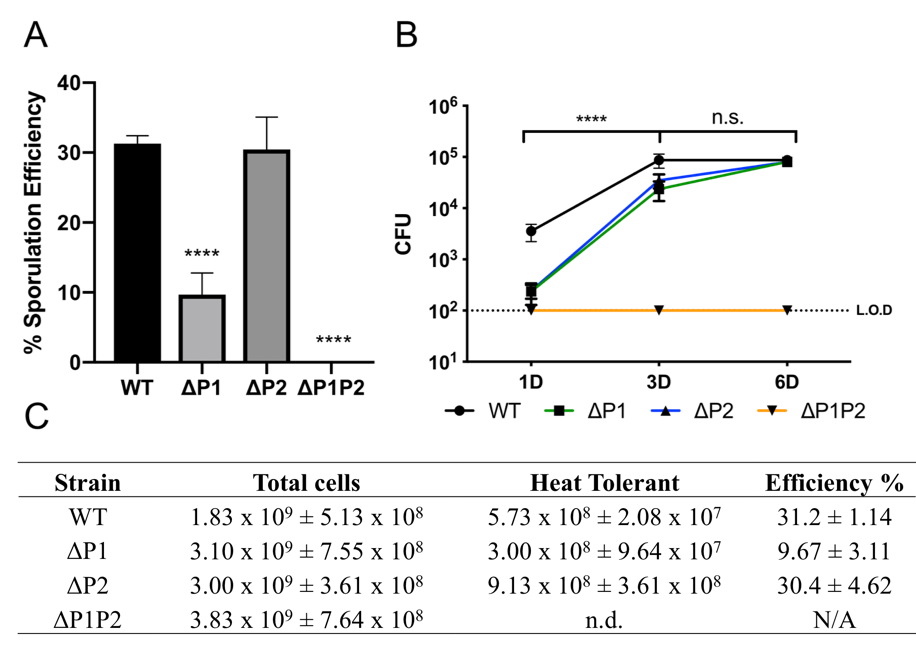 A
% Sporulation Efficiency
40
30
20
10
0
****
****
WT ΔP1 ΔP2 ΔP1P2
B
CFU
10⁶
10⁵
10⁴
10³
10²
10¹
**** n.s.
L.O.D
1D 3D 6D
WT ΔP1 ΔP2 ΔP1P2
C
Strain Total cells Heat Tolerant Efficiency %
WT 1.83 x 10⁹ ± 5.13 x 10⁸ 5.73 x 10⁸ ± 2.08 x 10⁷ 31.2 ± 1.14
ΔP1 3.10 x 10⁹ ± 7.55 x 10⁸ 3.00 x 10⁸ ± 9.64 x 10⁷ 9.67 ± 3.11
ΔP2 3.00 x 10⁹ ± 3.61 x 10⁸ 9.13 x 10⁸ ± 3.61 x 10⁸ 30.4 ± 4.62
ΔP1P2 3.83 x 10⁹ ± 7.64 x 10⁸ n.d. N/A